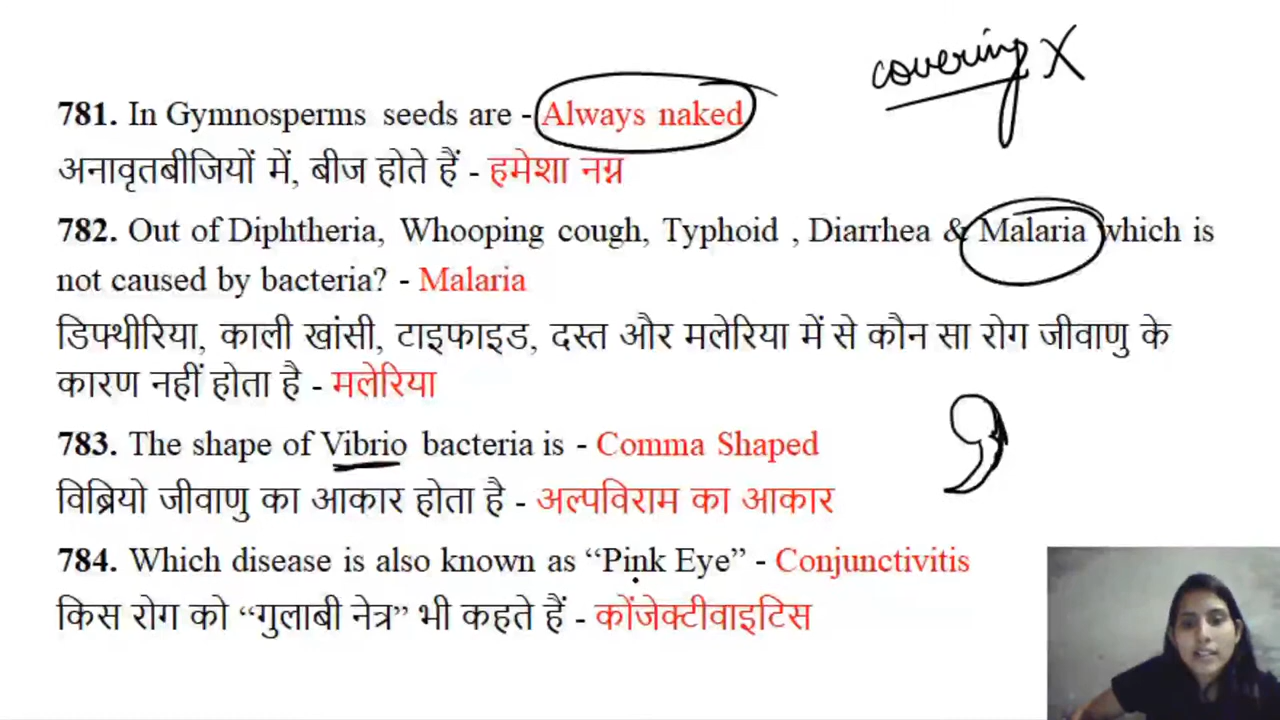 covering X
781. In Gymnosperms seeds are - Always naked
अनावृतबीजियों में, बीज होते हैं - हमेशा नग्न
782. Out of Diphtheria, Whooping cough, Typhoid , Diarrhea & Malaria which is
not caused by bacteria? - Malaria
डिफ्थीरिया, काली खांसी, टाइफाइड, दस्त और मलेरिया में से कौन सा रोग जीवाणु के
कारण नहीं होता है - मलेरिया
783. The shape of Vibrio bacteria is - Comma Shaped
विब्रियो जीवाणु का आकार होता है - अल्पविराम का आकार
784. Which disease is also known as “Pink Eye” - Conjunctivitis
किस रोग को “गुलाबी नेत्र” भी कहते हैं - कोंजेक्टीवाइटिस